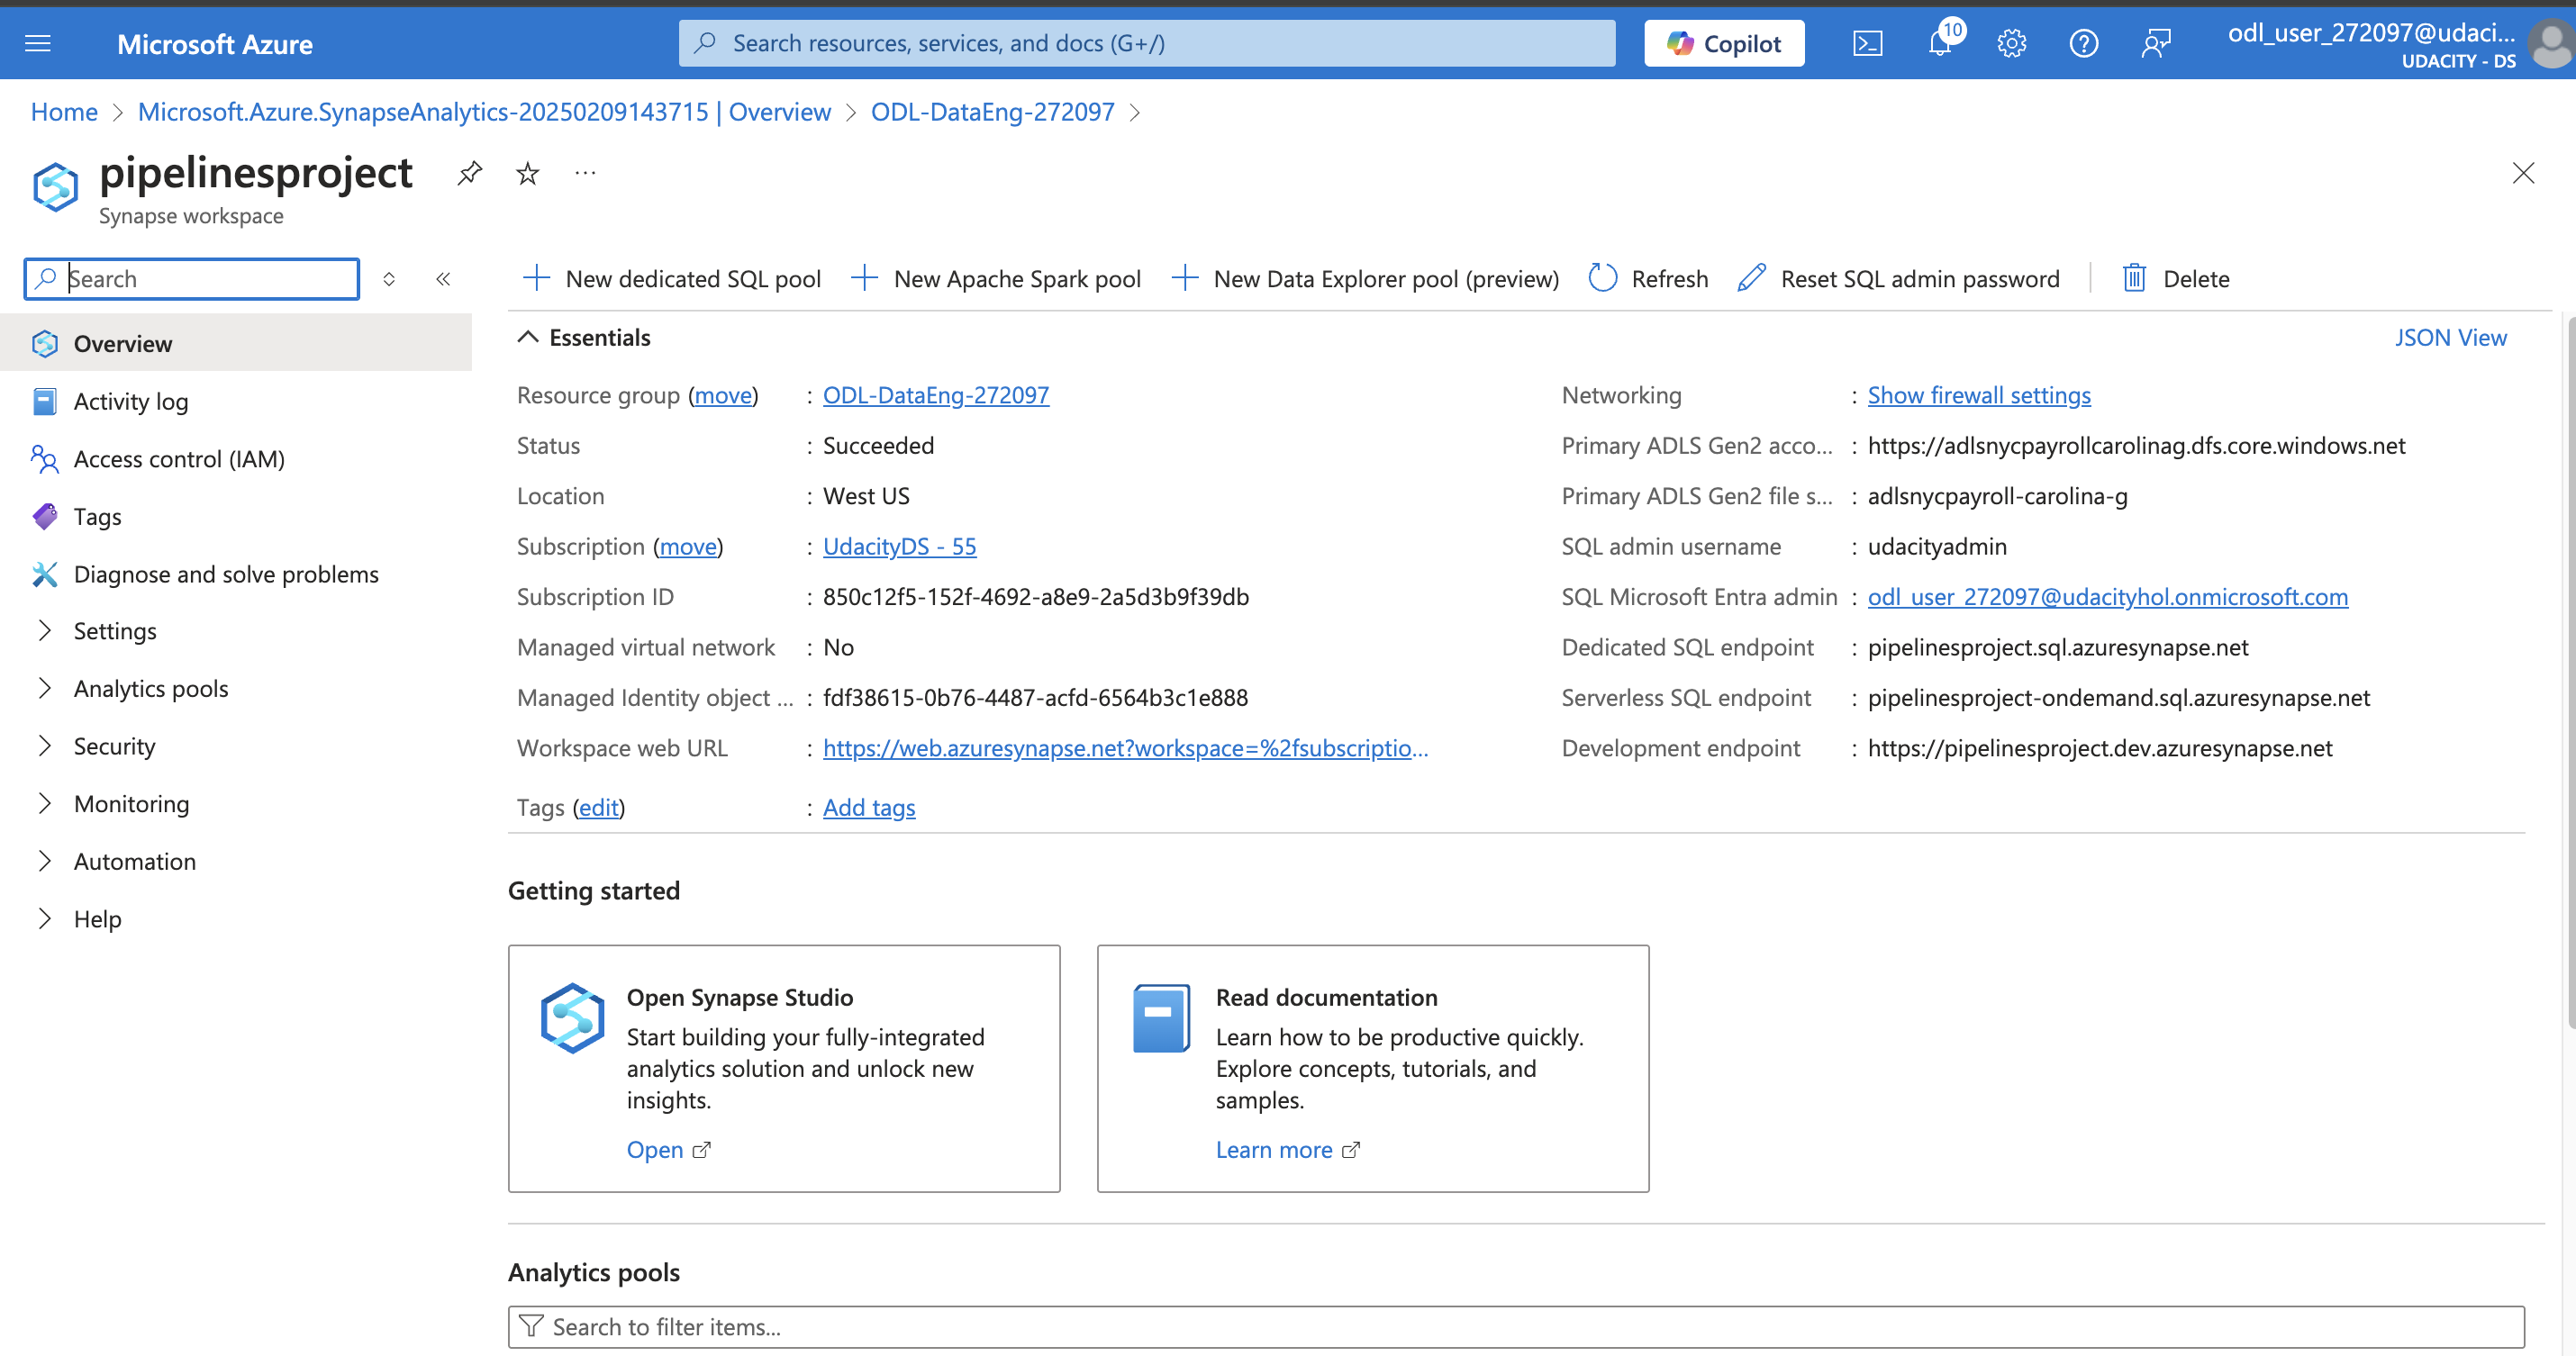 Microsoft Azure
Search resources, services, and docs (G+/)
Copilot
10
odl_user_272097@udaci...
UDACITY - DS
Home > Microsoft.Azure.SynapseAnalytics-20250209143715 | Overview > ODL-DataEng-272097 >
pipelinesproject
...
Synapse workspace
Search
New dedicated SQL pool
New Apache Spark pool
New Data Explorer pool (preview)
Refresh
Reset SQL admin password
Delete
Overview
Activity log
Access control (IAM)
Tags
Diagnose and solve problems
Settings
Analytics pools
Security
Monitoring
Automation
Help
Essentials
JSON View
Resource group (move) : ODL-DataEng-272097
Status : Succeeded
Location : West US
Subscription (move) : UdacityDS - 55
Subscription ID : 850c12f5-152f-4692-a8e9-2a5d3b9f39db
Managed virtual network : No
Managed Identity object ... : fdf38615-0b76-4487-acfd-6564b3c1e888
Workspace web URL : https://web.azuresynapse.net?workspace=%2fsubscriptio...
Tags (edit) : Add tags
Networking : Show firewall settings
Primary ADLS Gen2 acco... : https://adlsnycpayrollcarolinag.dfs.core.windows.net
Primary ADLS Gen2 file s... : adlsnycpayroll-carolina-g
SQL admin username : udacityadmin
SQL Microsoft Entra admin : odl_user_272097@udacityhol.onmicrosoft.com
Dedicated SQL endpoint : pipelinesproject.sql.azuresynapse.net
Serverless SQL endpoint : pipelinesproject-ondemand.sql.azuresynapse.net
Development endpoint : https://pipelinesproject.dev.azuresynapse.net
Getting started
Open Synapse Studio
Start building your fully-integrated
analytics solution and unlock new
insights.
Open
Read documentation
Learn how to be productive quickly.
Explore concepts, tutorials, and
samples.
Learn more
Analytics pools
Search to filter items...